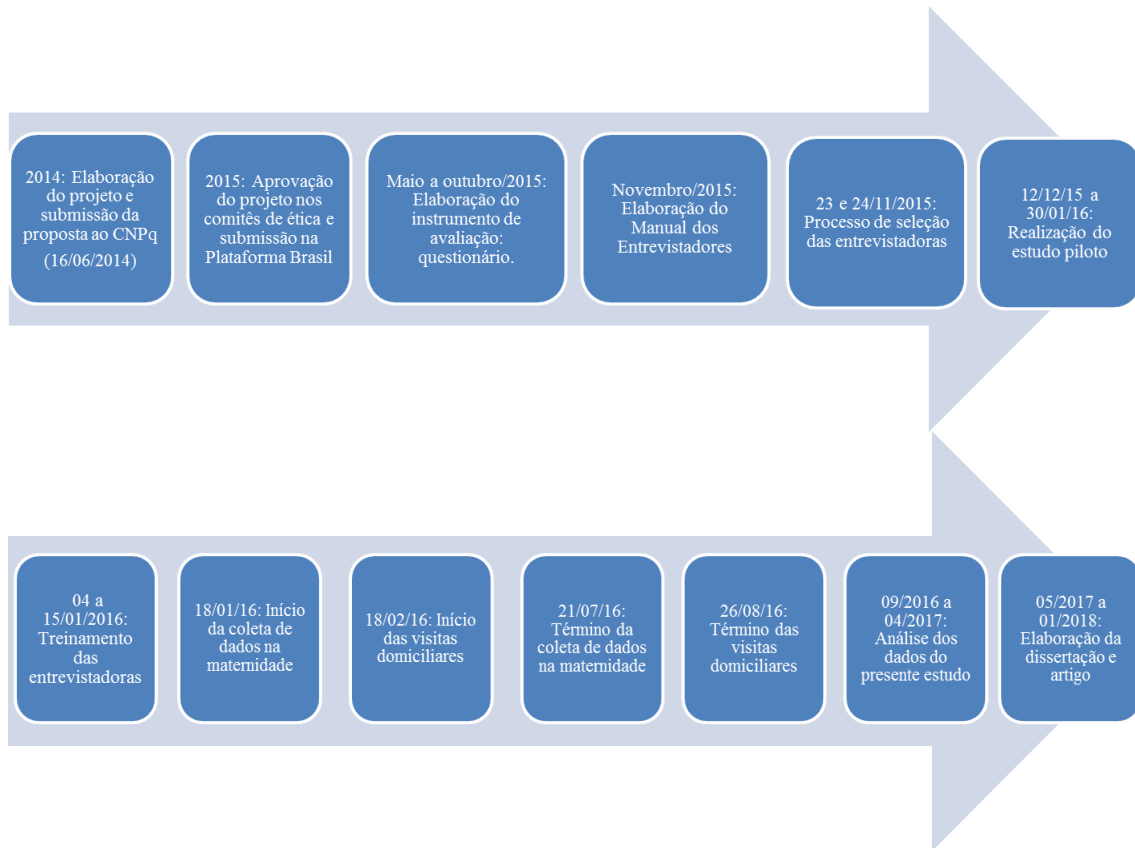 2014: Elaboração
do projeto e
submissão da
proposta ao CNPq
(16/06/2014)
2015: Aprovação
do projeto nos
comitês de ética e
submissão na
Plataforma Brasil
Maio a outubro/2015:
Elaboração do
instrumento de
avaliação:
questionário.
Novembro/2015:
Elaboração do
Manual dos
Entrevistadores
23 e 24/11/2015:
Processo de seleção
das entrevistadoras
12/12/15 a
30/01/16:
Realização do
estudo piloto
04 a
15/01/2016:
Treinamento
das
entrevistadoras
18/01/16: Início
da coleta de
dados na
maternidade
18/02/16: Início
das visitas
domiciliares
21/07/16:
Término da
coleta de dados
na maternidade
26/08/16:
Término das
visitas
domiciliares
09/2016 a
04/2017:
Análise dos
dados do
presente estudo
05/2017 a
01/2018:
Elaboração da
dissertação e
artigo